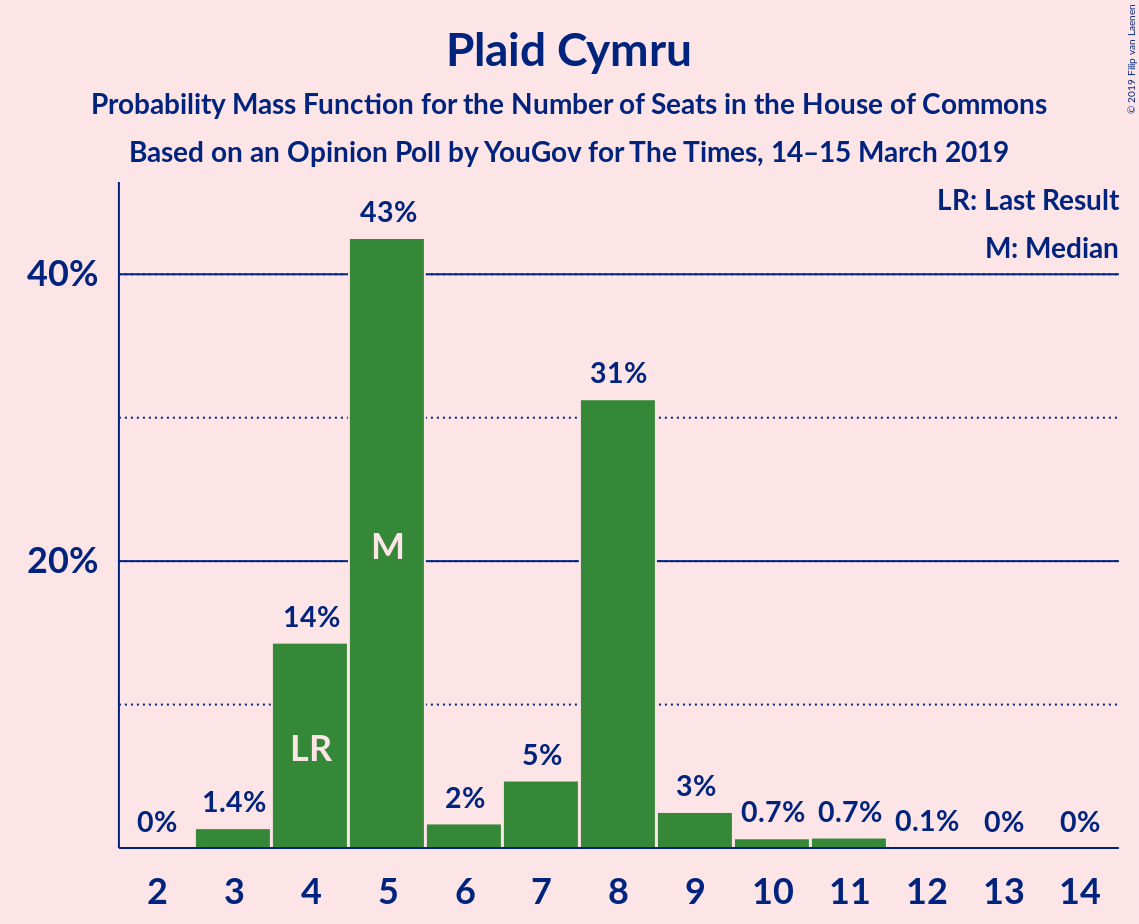 Plaid Cymru
Probability Mass Function for the Number of Seats in the House of Commons
Based on an Opinion Poll by YouGov for The Times, 14–15 March 2019
© 2019 Filip van Laenen
LR: Last Result
M: Median
40%
20%
0%
1.4%
14%
43%
2%
5%
31%
3%
0.7%
0.7%
0.1%
0%
0%
LR
M
2 3 4 5 6 7 8 9 10 11 12 13 14